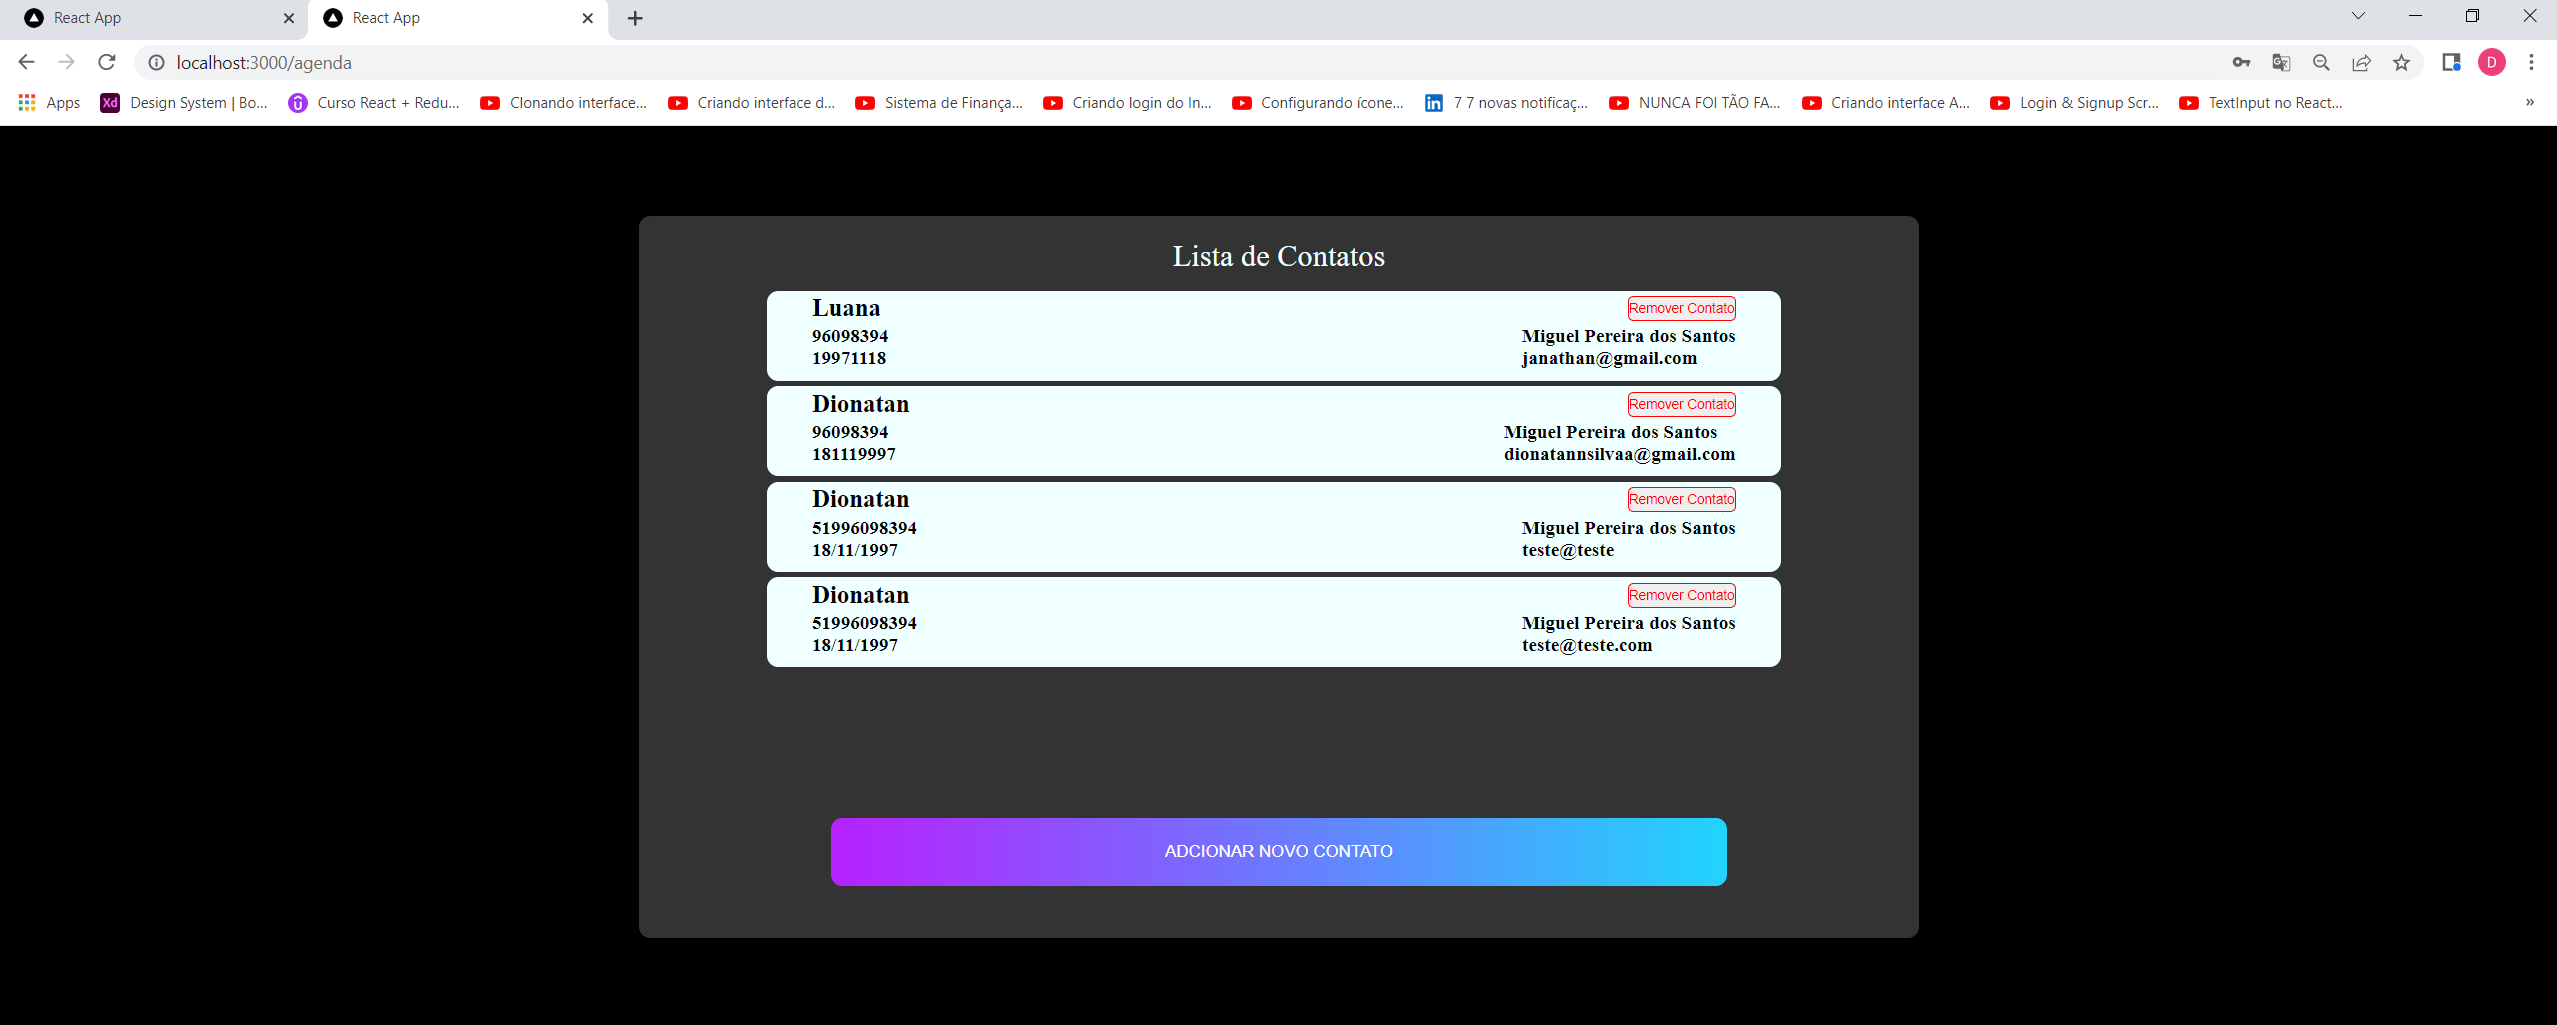 React App
React App
localhost:3000/agenda
D
Apps
Xd Design System | Bo...
Curso React + Redu...
Clonando interface...
Criando interface d...
Sistema de Finança...
Criando login do In...
Configurando ícone...
in 7 7 novas notificaç...
NUNCA FOI TÃO FA...
Criando interface A...
Login & Signup Scr...
TextInput no React...
»
Lista de Contatos
Luana
Remover Contato
96098394
Miguel Pereira dos Santos
19971118
janathan@gmail.com
Dionatan
Remover Contato
96098394
Miguel Pereira dos Santos
181119997
dionatannsilvaa@gmail.com
Dionatan
Remover Contato
51996098394
Miguel Pereira dos Santos
18/11/1997
teste@teste
Dionatan
Remover Contato
51996098394
Miguel Pereira dos Santos
18/11/1997
teste@teste.com
ADCIONAR NOVO CONTATO